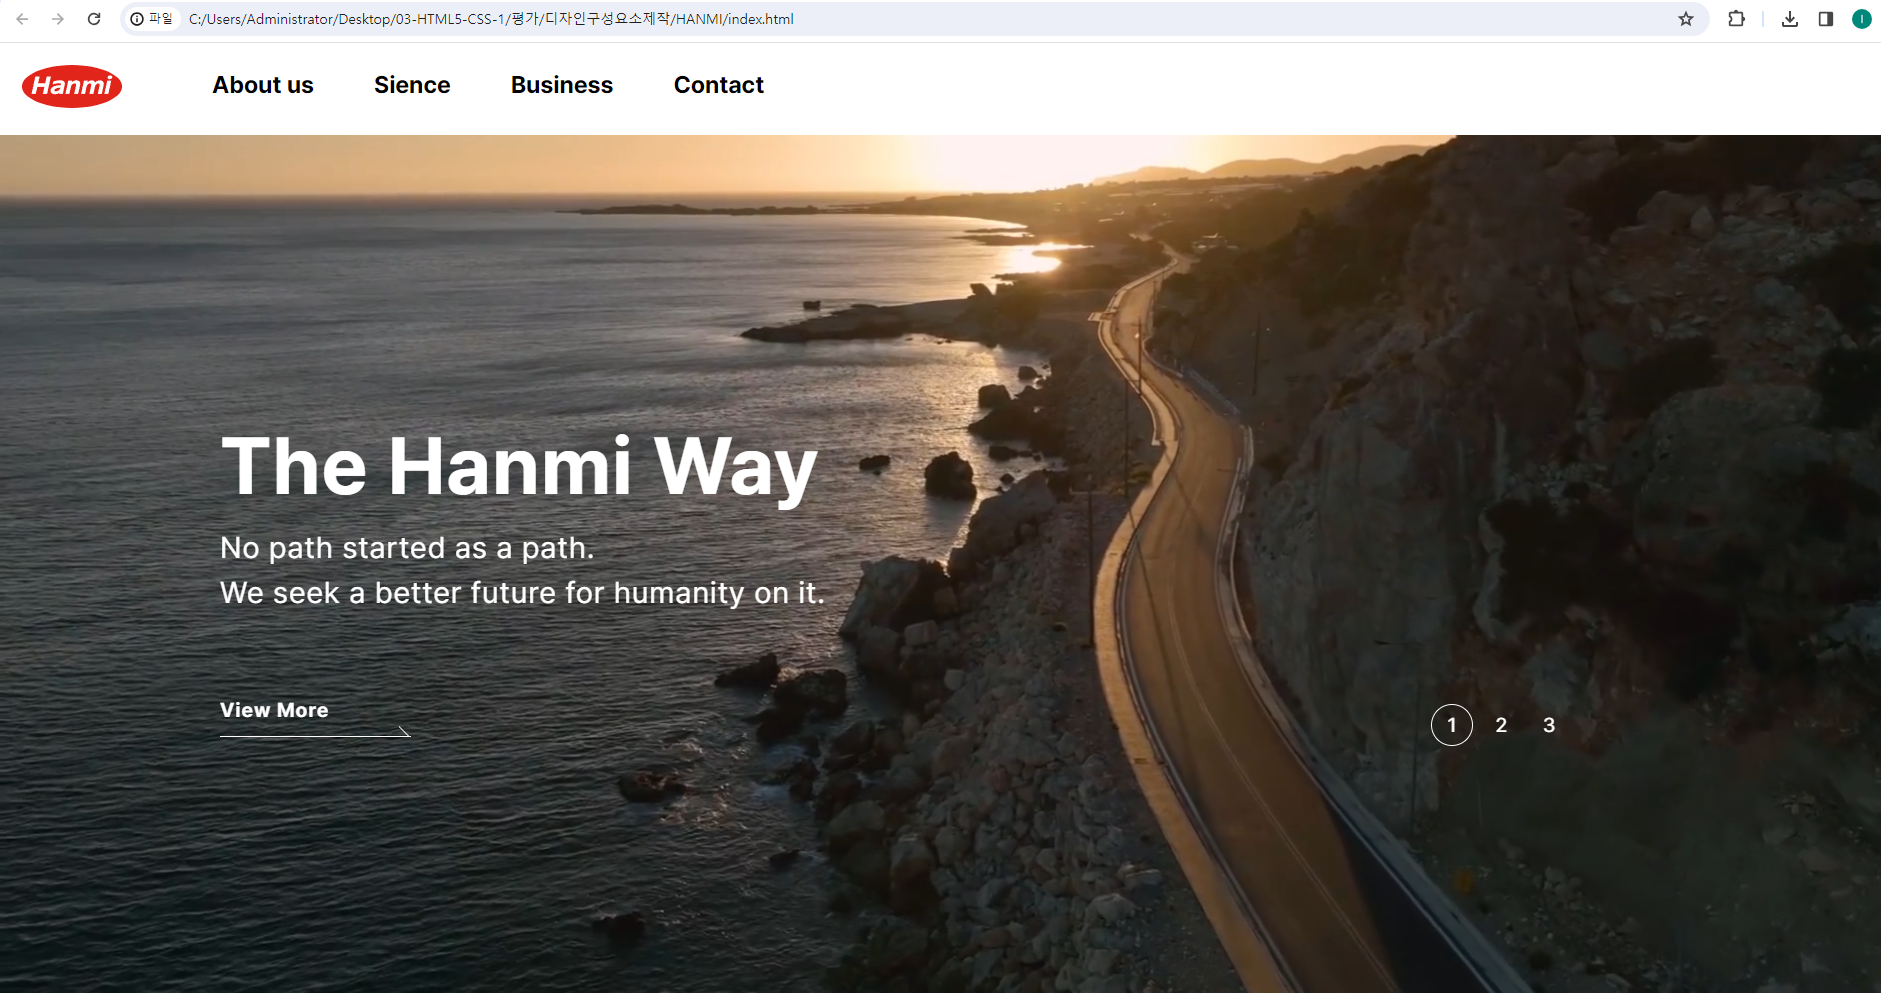 파일 C:/Users/Administrator/Desktop/03-HTML5-CSS-1/평가/디자인구성요소제작/HANMI/index.html
I
Hanmi About us Sience Business Contact
The Hanmi Way
No path started as a path.
We seek a better future for humanity on it.
View More
1 2 3